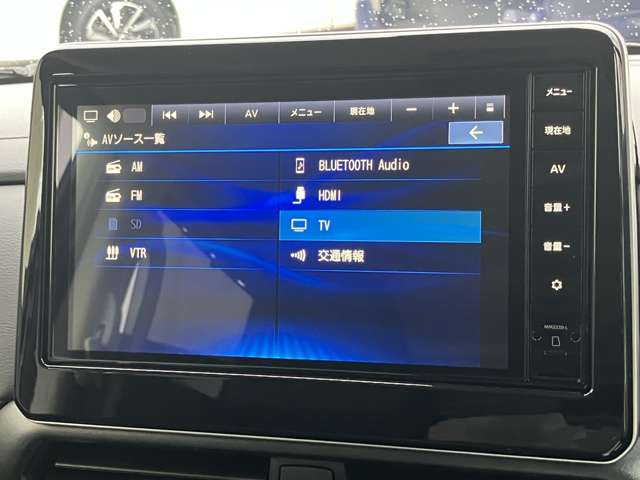 AV メニュー 現在地 − +
AVソース一覧
AM
BLUETOOTH Audio
FM
HDMI
SD
TV
VTR
交通情報
メニュー
現在地
AV
音量+
音量−